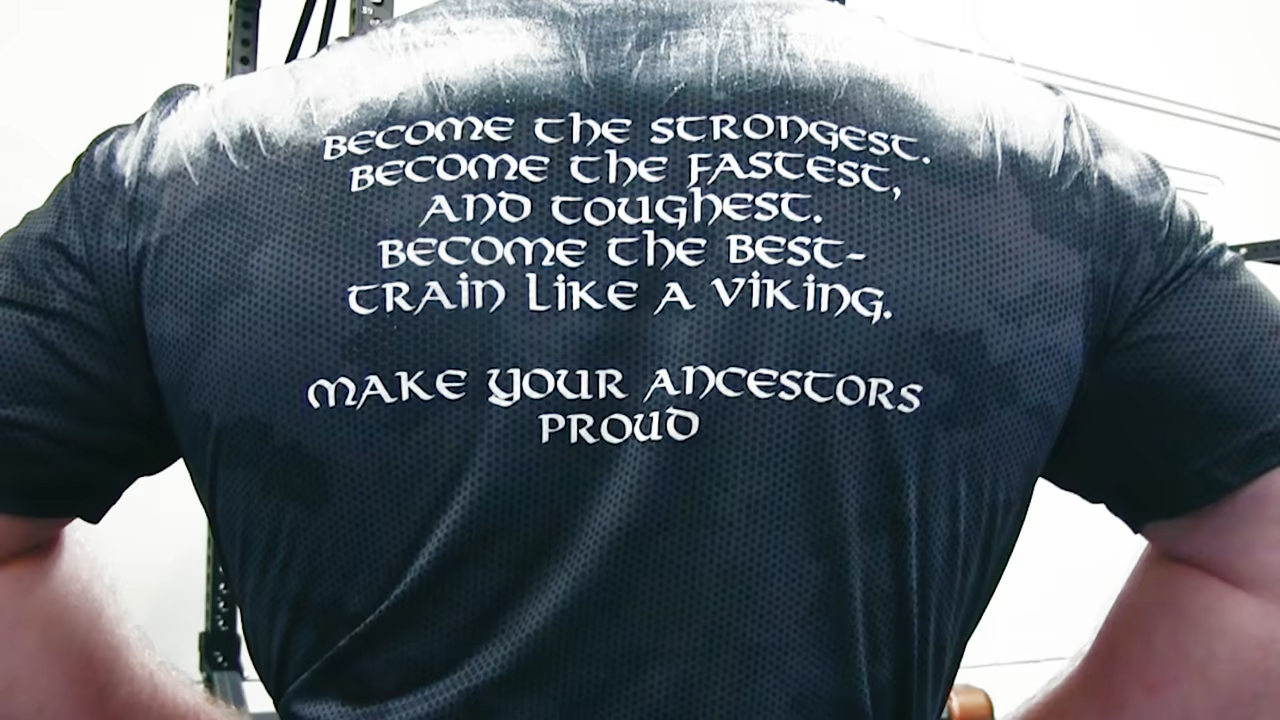 BECOME THE STRONGEST.
BECOME THE FASTEST,
AND TOUGHEST.
BECOME THE BEST-
TRAIN LIKE A VIKING.
MAKE YOUR ANCESTORS
PROUD